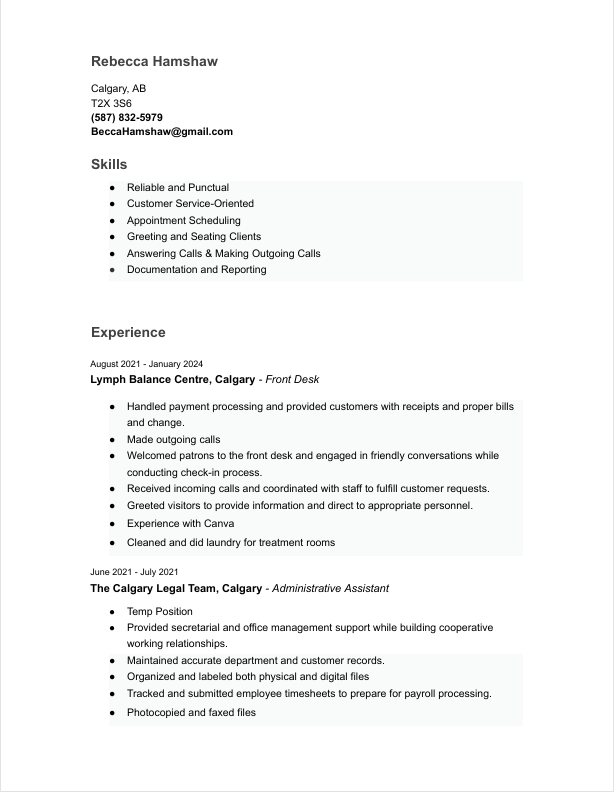 Rebecca Hamshaw
Calgary, AB
T2X 3S6
(587) 832-5979
BeccaHamshaw@gmail.com
Skills
● Reliable and Punctual
● Customer Service-Oriented
● Appointment Scheduling
● Greeting and Seating Clients
● Answering Calls & Making Outgoing Calls
● Documentation and Reporting
Experience
August 2021 - January 2024
Lymph Balance Centre, Calgary - Front Desk
● Handled payment processing and provided customers with receipts and proper bills
and change.
● Made outgoing calls
● Welcomed patrons to the front desk and engaged in friendly conversations while
conducting check-in process.
● Received incoming calls and coordinated with staff to fulfill customer requests.
● Greeted visitors to provide information and direct to appropriate personnel.
● Experience with Canva
● Cleaned and did laundry for treatment rooms
June 2021 - July 2021
The Calgary Legal Team, Calgary - Administrative Assistant
● Temp Position
● Provided secretarial and office management support while building cooperative
working relationships.
● Maintained accurate department and customer records.
● Organized and labeled both physical and digital files
● Tracked and submitted employee timesheets to prepare for payroll processing.
● Photocopied and faxed files